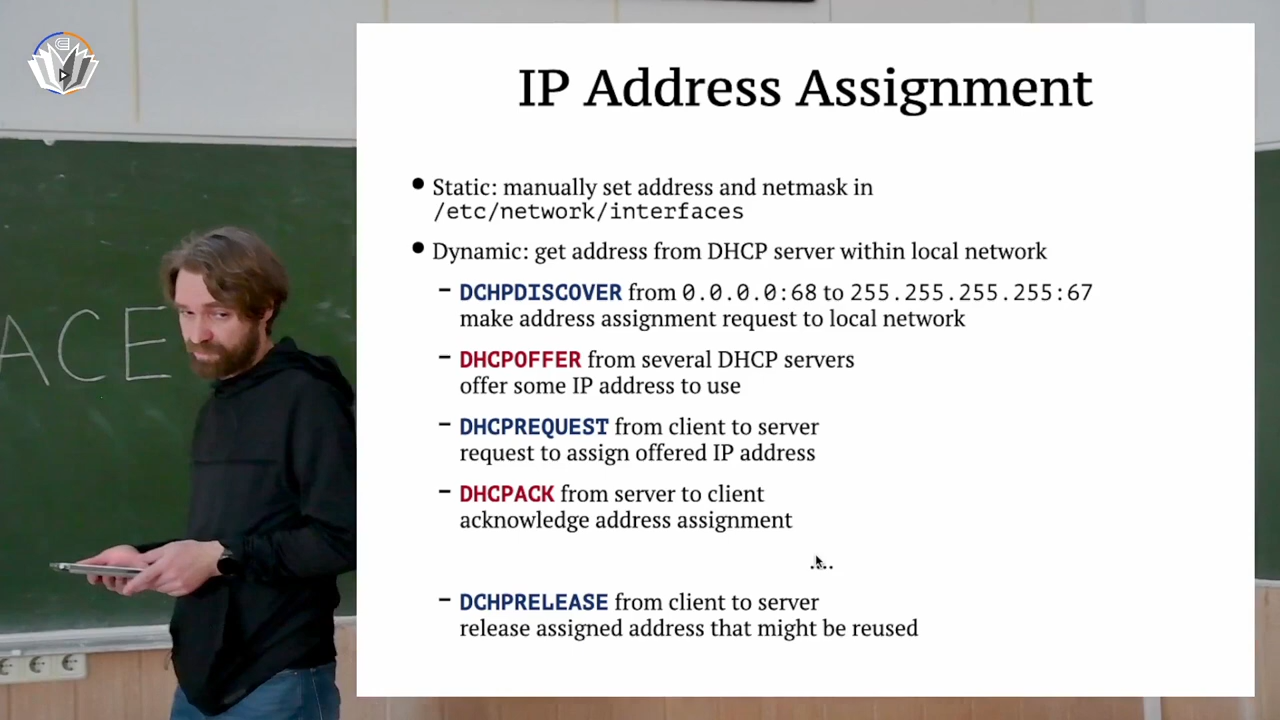 IP Address Assignment
ACE
Static: manually set address and netmask in
/etc/network/interfaces
Dynamic: get address from DHCP server within local network
DCHPDISCOVER from 0.0.0.0:68 to 255.255.255.255:67
make address assignment request to local network
DHCPOFFER from several DHCP servers
offer some IP address to use
DHCPREQUEST from client to server
request to assign offered IP address
DHCPACK from server to client
acknowledge address assignment
...
DCHPRELEASE from client to server
release assigned address that might be reused